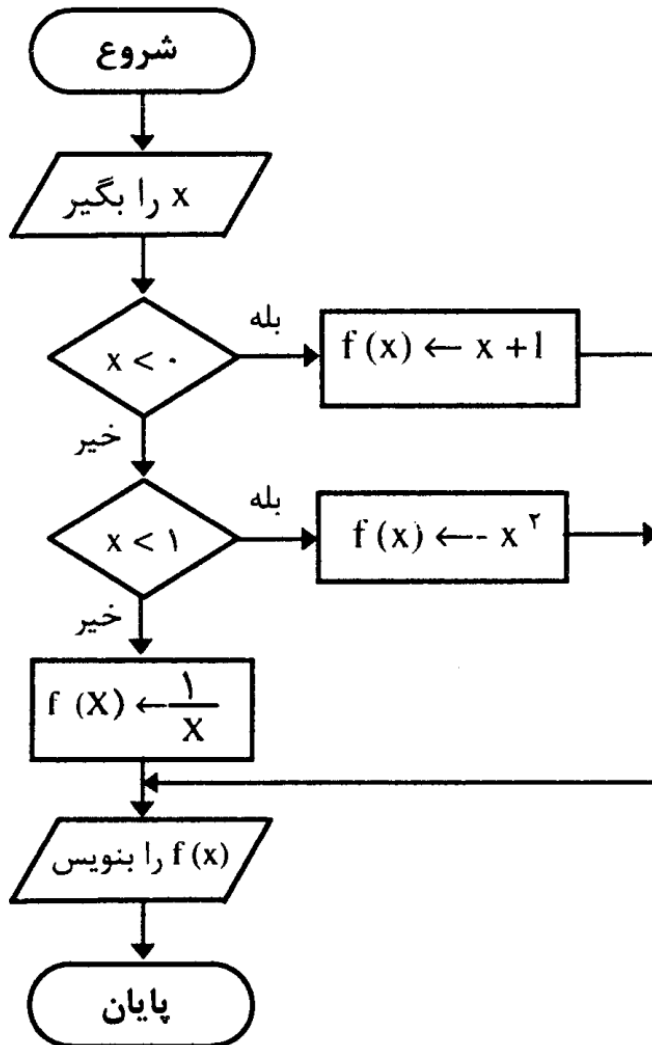 شروع
x را بگیر
x < ۰
بله
f (x) ← x + 1
خیر
x < ۱
بله
f (x) ←- x ۲
خیر
f (X) ← ۱/X
f (x) را بنویس
پایان